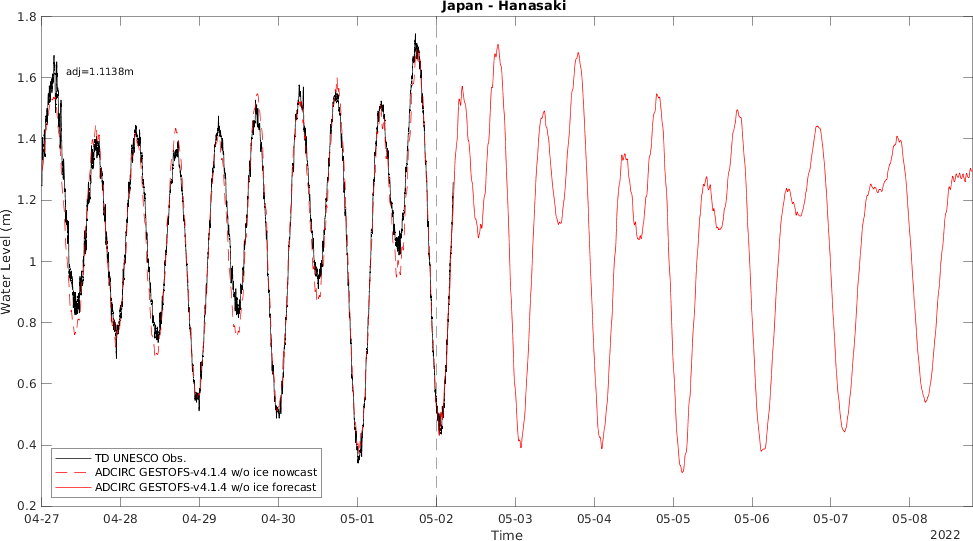 Japan - Hanasaki
1.8
1.6
1.4
1.2
1
0.8
0.6
0.4
0.2
Water Level (m)
adj=1.1138m
TD UNESCO Obs.
ADCIRC GESTOFS-v4.1.4 w/o ice nowcast
ADCIRC GESTOFS-v4.1.4 w/o ice forecast
04-27 04-28 04-29 04-30 05-01 05-02 05-03 05-04 05-05 05-06 05-07 05-08
Time
2022